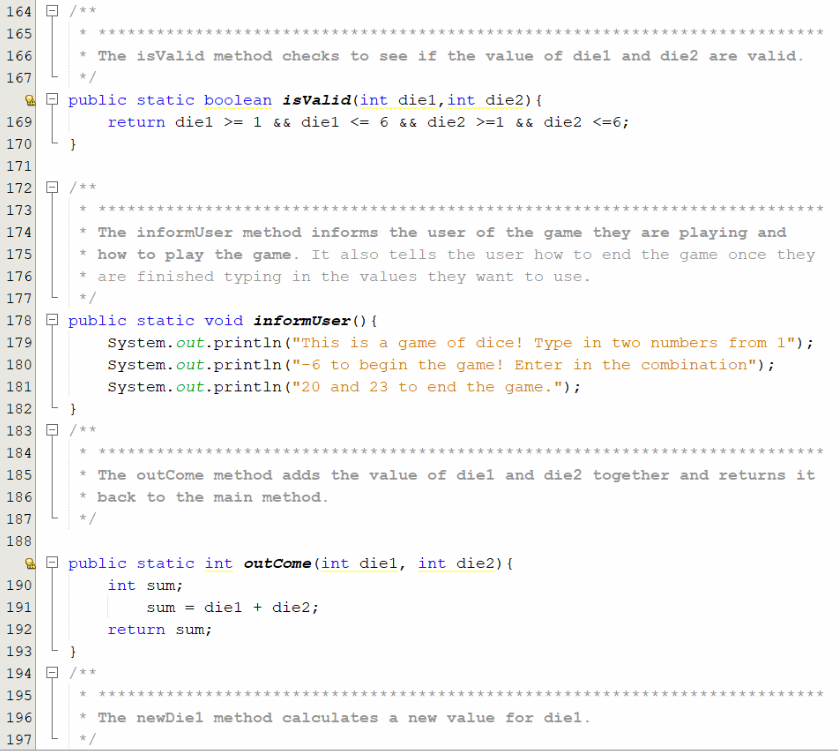 164 /**
165 * ***************************************************************************
166 * The isValid method checks to see if the value of die1 and die2 are valid.
167 */
public static boolean isValid(int die1,int die2){
169 return die1 >= 1 && die1 <= 6 && die2 >=1 && die2 <=6;
170 }
171
172 /**
173 * ***************************************************************************
174 * The informUser method informs the user of the game they are playing and
175 * how to play the game. It also tells the user how to end the game once they
176 * are finished typing in the values they want to use.
177 */
178 public static void informUser(){
179 System.out.println("This is a game of dice! Type in two numbers from 1");
180 System.out.println("-6 to begin the game! Enter in the combination");
181 System.out.println("20 and 23 to end the game.");
182 }
183 /**
184 * ***************************************************************************
185 * The outCome method adds the value of die1 and die2 together and returns it
186 * back to the main method.
187 */
188
public static int outCome(int die1, int die2){
190 int sum;
191 sum = die1 + die2;
192 return sum;
193 }
194 /**
195 * ***************************************************************************
196 * The newDie1 method calculates a new value for die1.
197 */